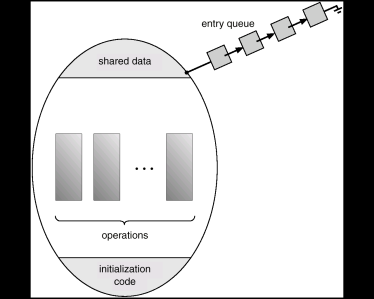 entry queue
shared data
...
operations
initialization
code